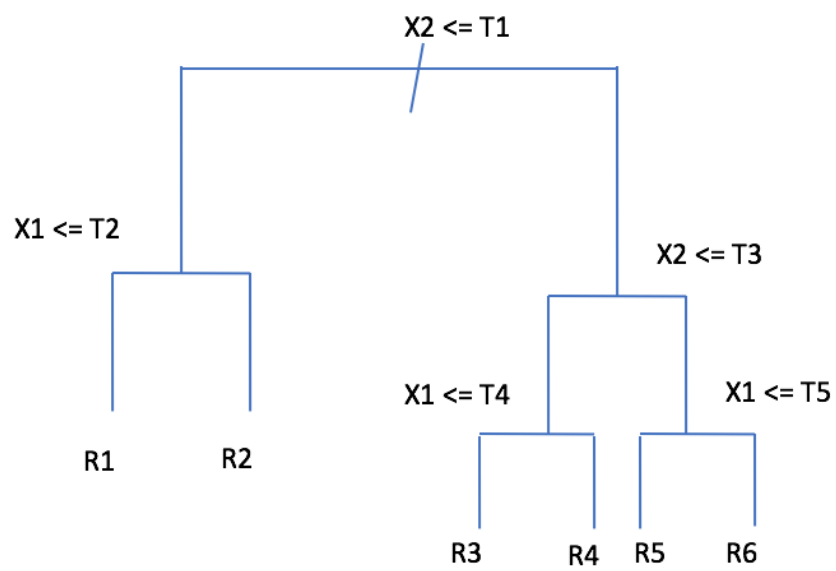 X2 <= T1
X1 <= T2
X2 <= T3
X1 <= T4
X1 <= T5
R1
R2
R3
R4
R5
R6